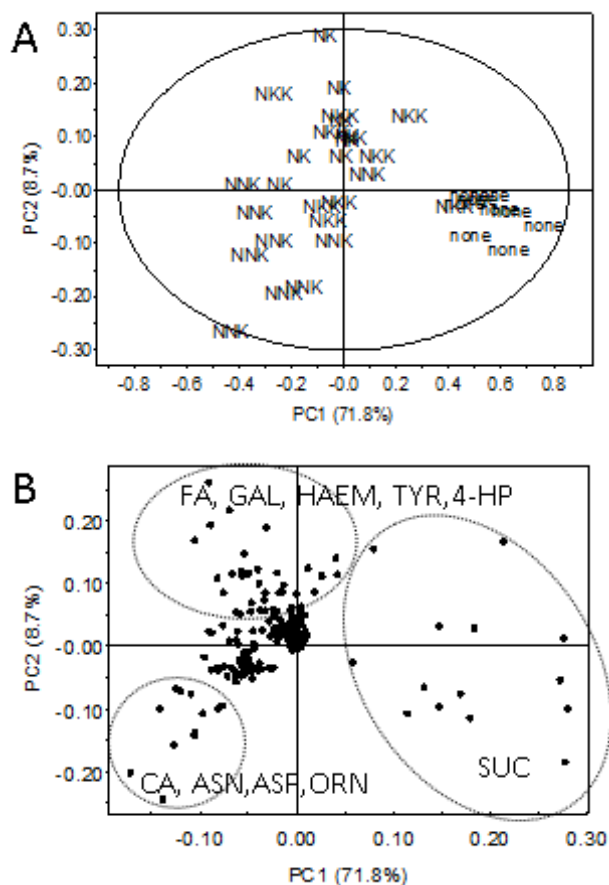 A
0.30
NK
0.20
NK
NKK
NKK NKK
0.10
NK NK NKK
NNK
NNK NK
-0.00
NKK
NKK
none
NNK
none
NKK
none
-0.10
NNK NNK
none
NNK
none
NNK
-0.20
NNK
-0.30
NNK
PC2 (8.7%)
-0.8 -0.6 -0.4 -0.2 -0.0 0.2 0.4 0.6 0.8
PC1 (71.8%)
B
FA, GAL, HAEM, TYR,4-HP
0.20
0.10
-0.00
-0.10
-0.20
PC2 (8.7%)
SUC
CA, ASN,ASP,ORN
-0.10 0.00 0.10 0.20 0.30
PC1 (71.8%)